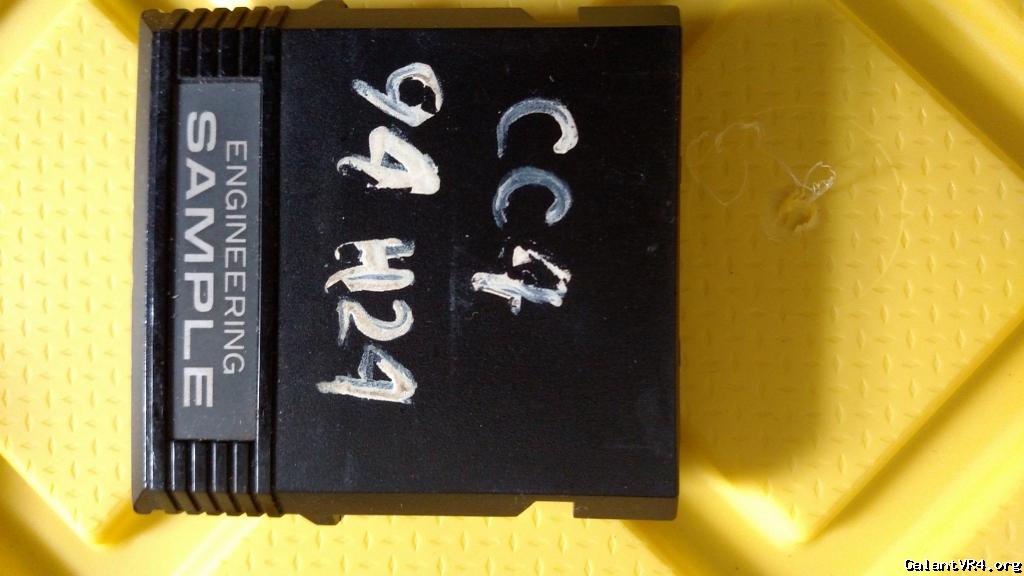 CC4
94 H24
ENGINEERING
SAMPLE
GalantVR4.org